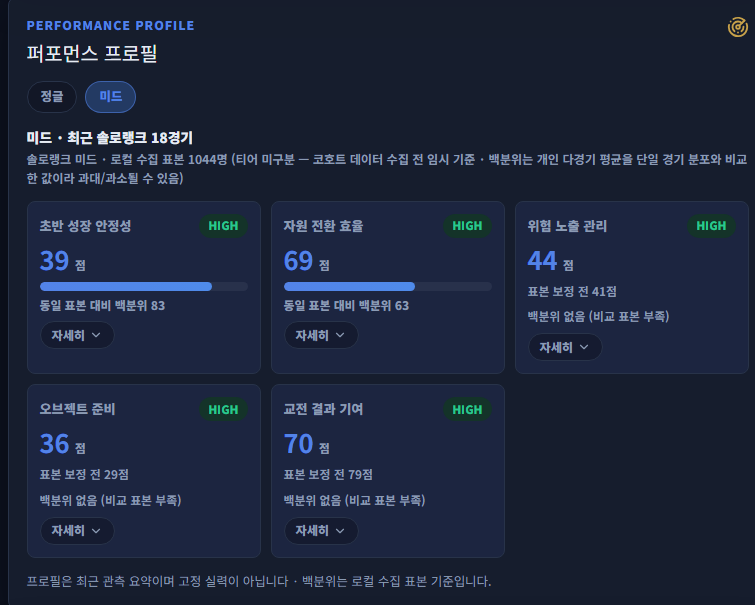 PERFORMANCE PROFILE
퍼포먼스 프로필
정글
미드
미드 · 최근 솔로랭크 18경기
솔로랭크 미드 · 로컬 수집 표본 1044명 (티어 미구분 — 코호트 데이터 수집 전 임시 기준 · 백분위는 개인 다경기 평균을 단일 경기 분포와 비교
한 값이라 과대/과소될 수 있음)
초반 성장 안정성
HIGH
39 점
동일 표본 대비 백분위 83
자세히
자원 전환 효율
HIGH
69 점
동일 표본 대비 백분위 63
자세히
위험 노출 관리
HIGH
44 점
표본 보정 전 41점
백분위 없음 (비교 표본 부족)
자세히
오브젝트 준비
HIGH
36 점
표본 보정 전 29점
백분위 없음 (비교 표본 부족)
자세히
교전 결과 기여
HIGH
70 점
표본 보정 전 79점
백분위 없음 (비교 표본 부족)
자세히
프로필은 최근 관측 요약이며 고정 실력이 아닙니다 · 백분위는 로컬 수집 표본 기준입니다.